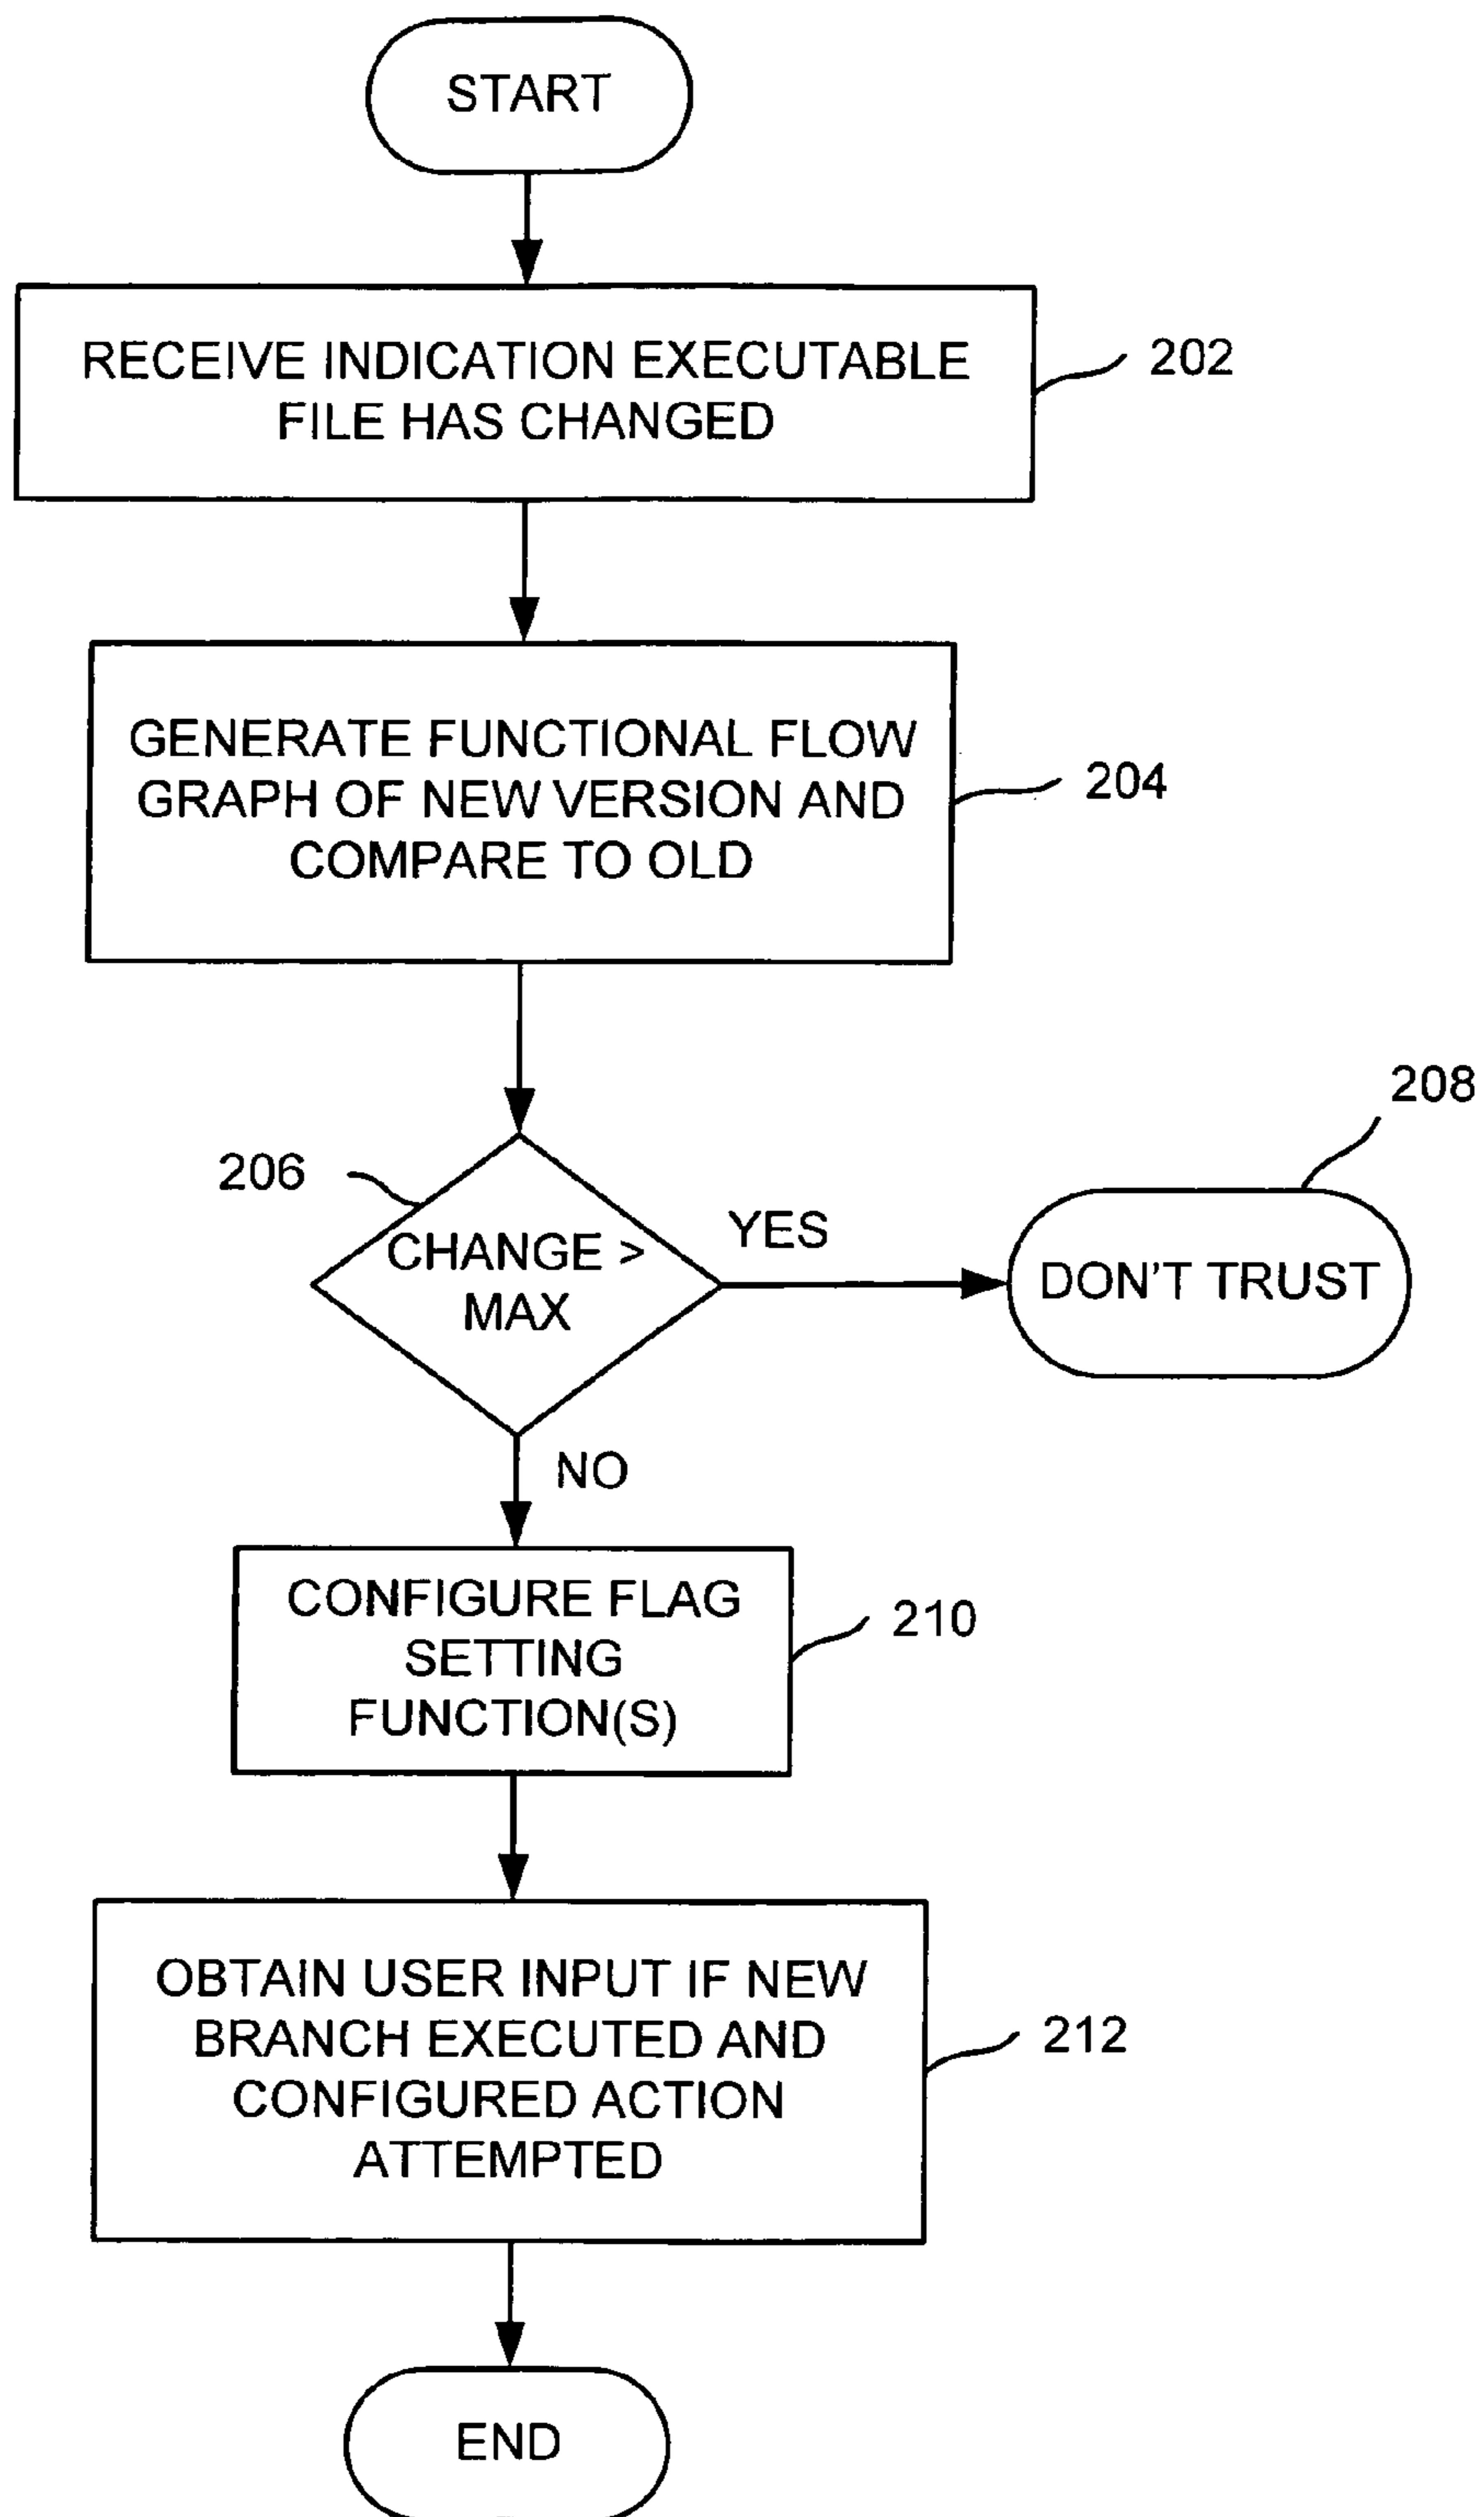 START
RECEIVE INDICATION EXECUTABLE
FILE HAS CHANGED
202
GENERATE FUNCTIONAL FLOW
GRAPH OF NEW VERSION AND
COMPARE TO OLD
204
206
CHANGE >
MAX
YES
208
DON'T TRUST
NO
CONFIGURE FLAG
SETTING
FUNCTION(S)
210
OBTAIN USER INPUT IF NEW
BRANCH EXECUTED AND
CONFIGURED ACTION
ATTEMPTED
212
END